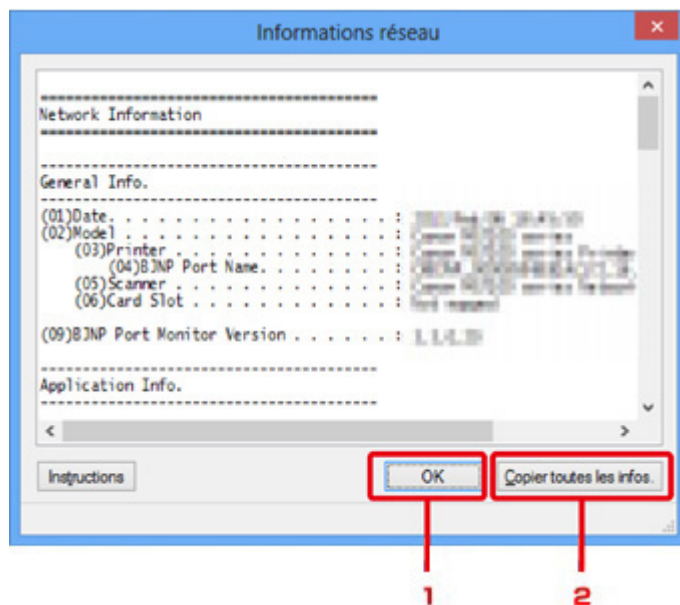 Informations réseau
==========================================
Network Information
==========================================
------------------------------------------
General Info.
------------------------------------------
(01)Date. . . . . . . . . . . . . . . . . :
(02)Model . . . . . . . . . . . . . . . . :
(03)Printer . . . . . . . . . . . . . . :
(04)BJNP Port Name. . . . . . . . . :
(05)Scanner . . . . . . . . . . . . . . :
(06)Card Slot . . . . . . . . . . . . . :
(09)BJNP Port Monitor Version . . . . . . :
------------------------------------------
Application Info.
------------------------------------------
Instructions OK Copier toutes les infos.
1 2